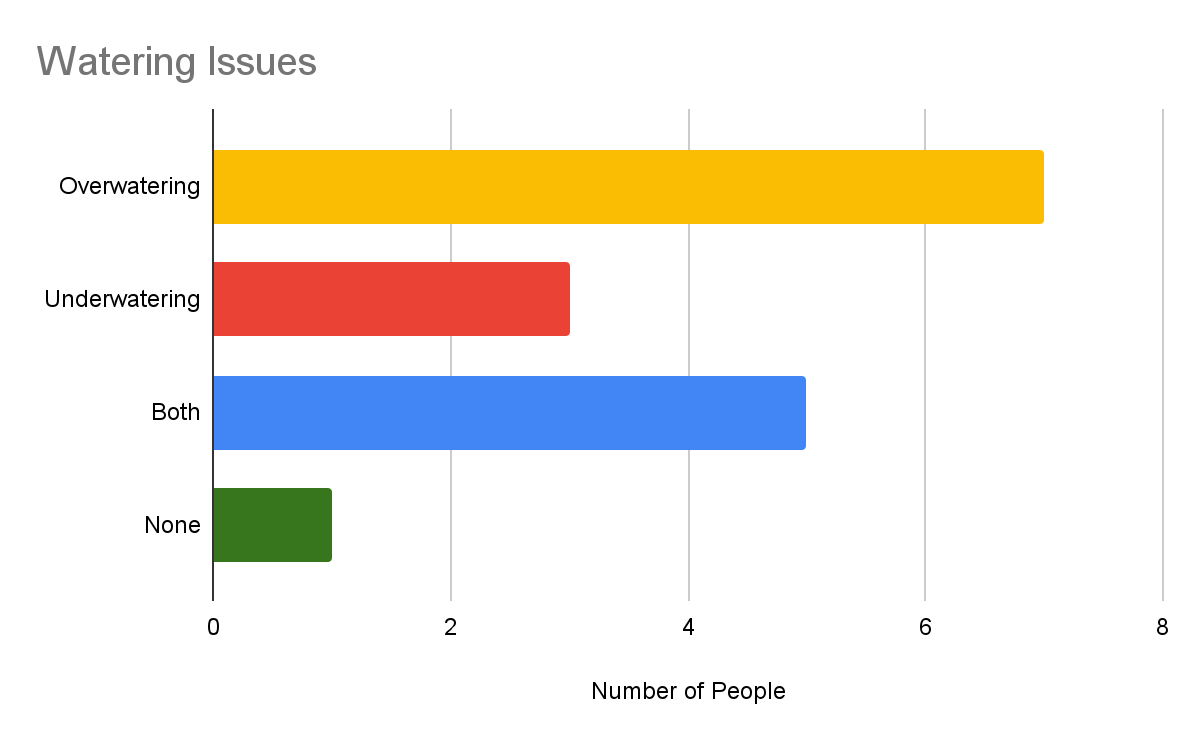 Watering Issues
Overwatering
Underwatering
Both
None
0 2 4 6 8
Number of People